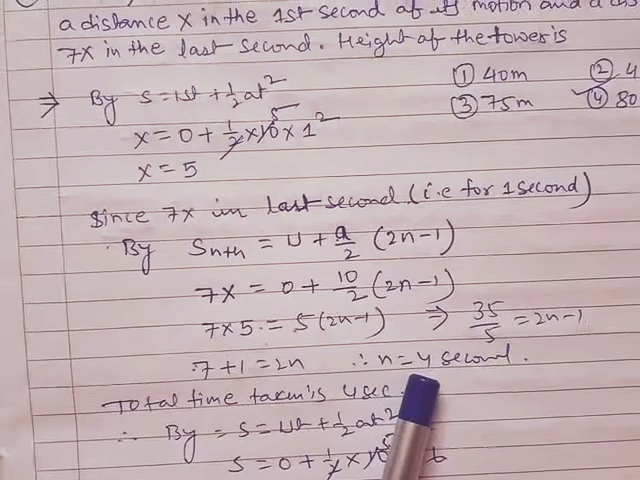 a distance x in the 1st second of its motion and a
7x in the last second. Height of the tower is
① 40m ② 4
⇒ By S=ut+½at²
③ 75m ④ 80
x=0+½×10×1² 5
x=5
Since 7x in last second (i.e for 1 second)
By Snth = U + a/2 (2n-1)
7x = 0 + 10/2 (2n-1)
7×5 = 5(2n-1) ⇒ 35/5 = 2n-1
7+1=2n ∴ n=4 second.
Total time taken is 4 sec.
∴ By = S=ut+½at²
S=0+½×10 5